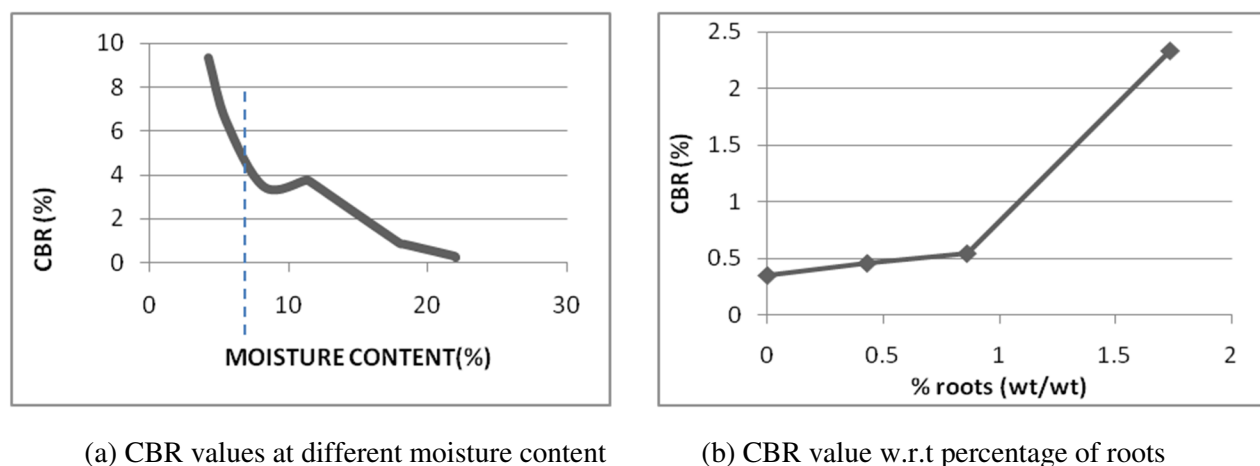 10
8
6
4
2
0
CBR (%)
0 10 20 30
MOISTURE CONTENT(%)
2.5
2
1.5
1
0.5
0
CBR (%)
0 0.5 1 1.5 2
% roots (wt/wt)
(a) CBR values at different moisture content
(b) CBR value w.r.t percentage of roots